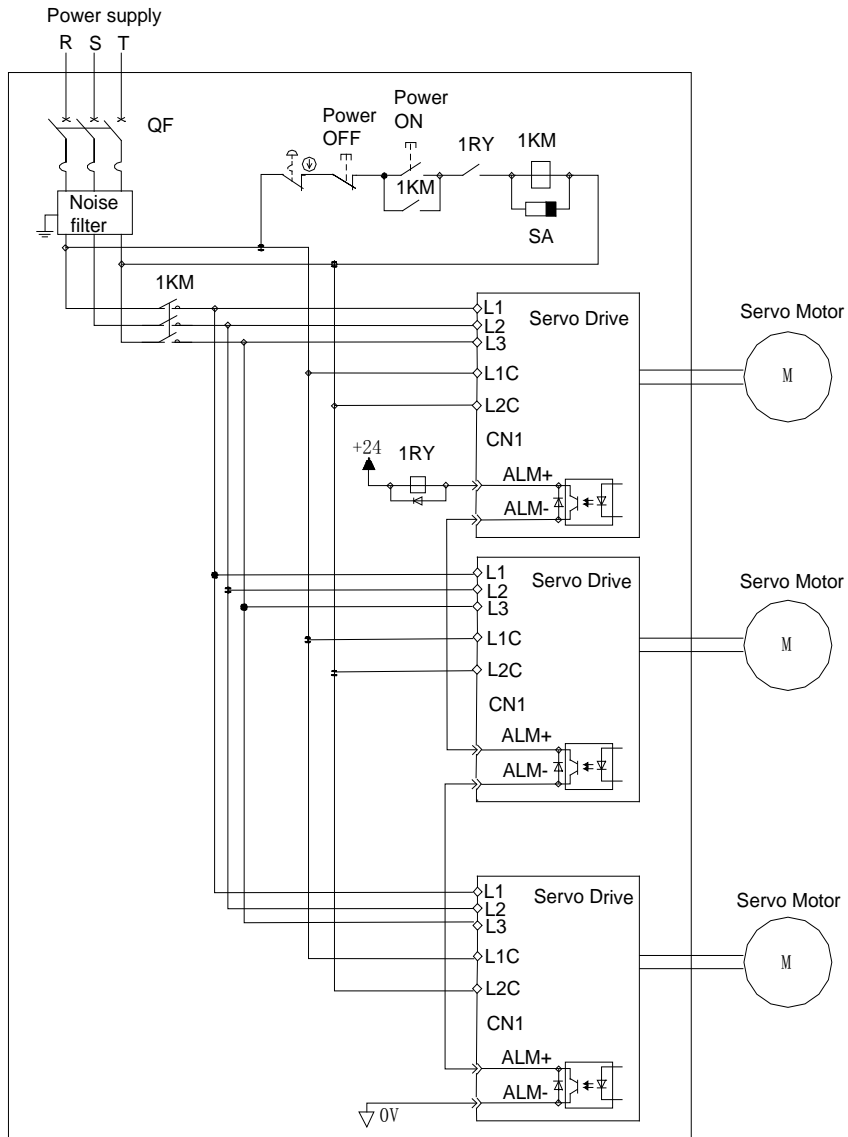 Power supply
R S T
QF
Power
OFF
Power
ON
1RY
1KM
1KM
SA
Noise
filter
1KM
L1
L2
L3
L1C
L2C
CN1
Servo Drive
Servo Motor
M
+24
1RY
ALM+
ALM-
L1
L2
L3
L1C
L2C
CN1
Servo Drive
Servo Motor
M
ALM+
ALM-
L1
L2
L3
L1C
L2C
CN1
Servo Drive
Servo Motor
M
ALM+
ALM-
0V